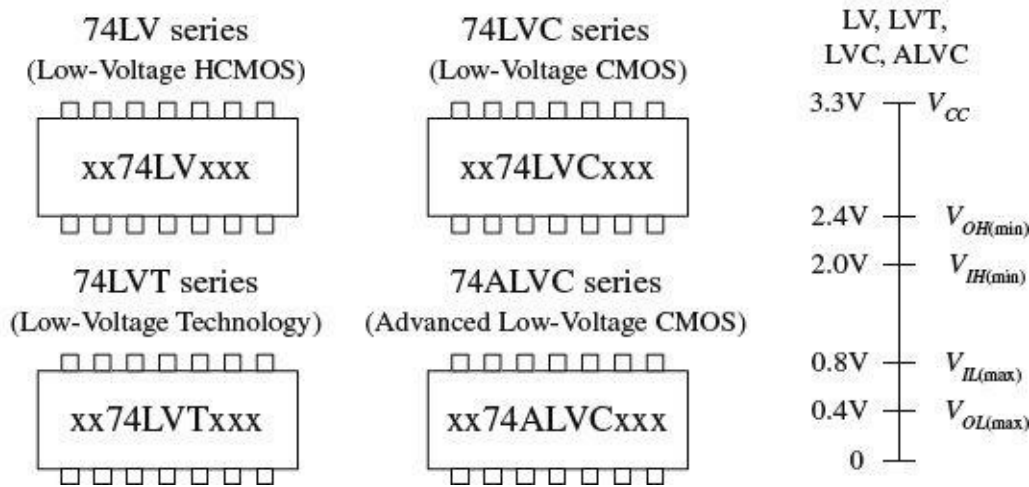 74LV series
(Low-Voltage HCMOS)
xx74LVxxx
74LVC series
(Low-Voltage CMOS)
xx74LVCxxx
74LVT series
(Low-Voltage Technology)
xx74LVTxxx
74ALVC series
(Advanced Low-Voltage CMOS)
xx74ALVCxxx
LV, LVT,
LVC, ALVC
3.3V VCC
2.4V VOH(min)
2.0V VIH(min)
0.8V VIL(max)
0.4V VOL(max)
0